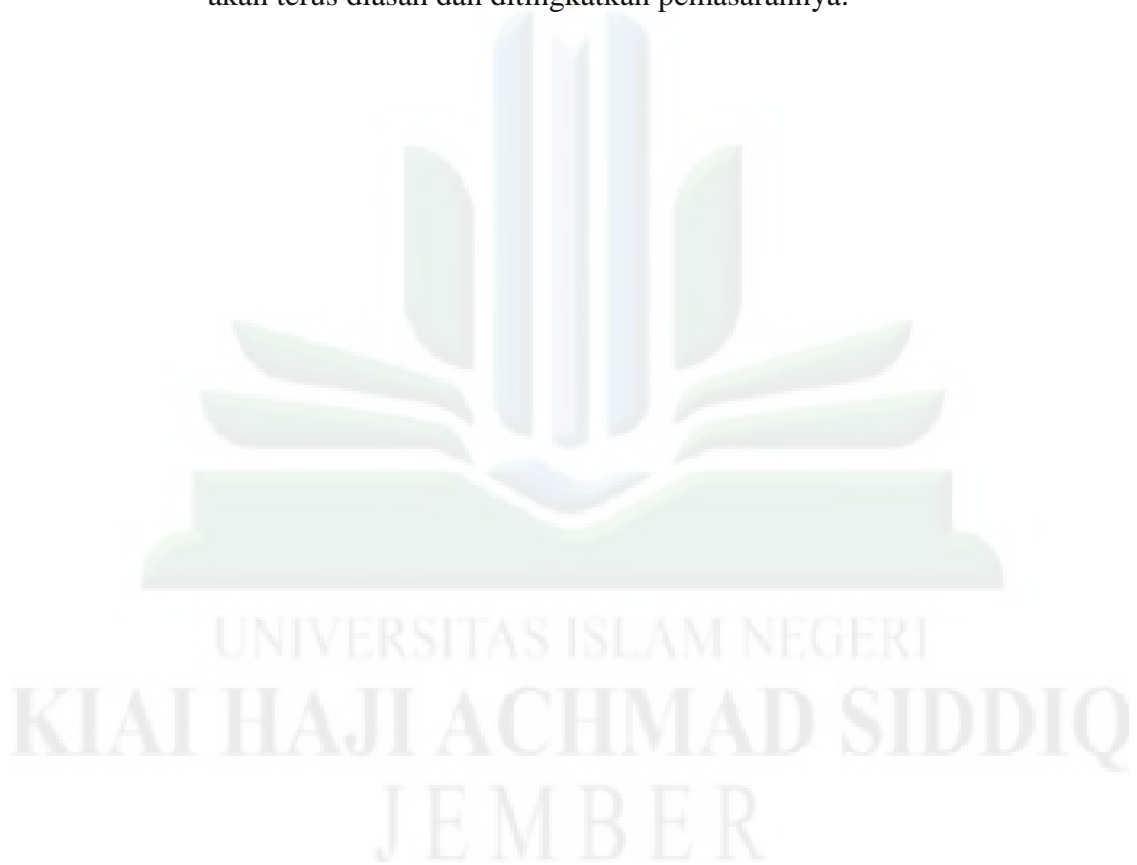 akan terus diasah dan ditingkatkan pemasarannya.
UNIVERSITAS ISLAM NEGERI
KIAI HAJI ACHMAD SIDDIQ
JEMBER